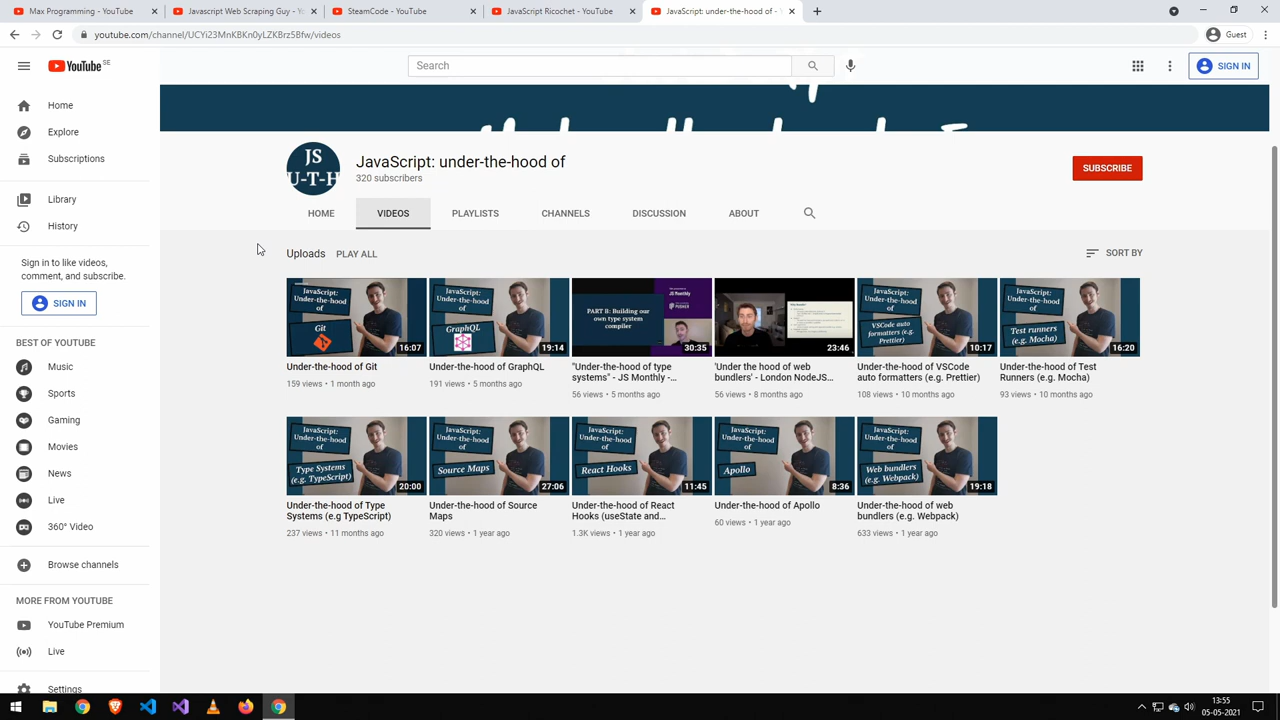 Max Programming - YouTube
Javascript Web Scraping Guy - Yo
SteamCode - YouTube
JavaScript Ricochet - YouTube
JavaScript: under-the-hood of -
youtube.com/channel/UCYi23MnKBKn0yLZKBrz5Bfw/videos
Guest
YouTube SE
Search
SIGN IN
Home
Explore
Subscriptions
Library
History
Sign in to like videos,
comment, and subscribe.
SIGN IN
BEST OF YOUTUBE
Music
Sports
Gaming
Movies
News
Live
360° Video
Browse channels
MORE FROM YOUTUBE
YouTube Premium
Live
Settings
JS
U-T-H
JavaScript: under-the-hood of
320 subscribers
SUBSCRIBE
HOME
VIDEOS
PLAYLISTS
CHANNELS
DISCUSSION
ABOUT
Uploads
PLAY ALL
SORT BY
JavaScript:
Under-the-hood
of
Git
16:07
Under-the-hood of Git
159 views • 1 month ago
JavaScript:
Under-the-hood
of
GraphQL
19:14
Under-the-hood of GraphQL
191 views • 5 months ago
PART 8: Building our
own type system
compiler
JS Monthly
PUSHER
30:35
"Under-the-hood of type
systems" - JS Monthly -...
56 views • 5 months ago
23:46
'Under the hood of web
bundlers' - London NodeJS...
56 views • 8 months ago
JavaScript:
Under-the-hood
of
VSCode auto
formatters (e.g.
Prettier)
10:17
Under-the-hood of VSCode
auto formatters (e.g. Prettier)
108 views • 10 months ago
JavaScript:
Under-the-hood
of
Test runners
(e.g. Mocha)
16:20
Under-the-hood of Test
Runners (e.g. Mocha)
93 views • 10 months ago
JavaScript:
Under-the-hood
of
Type Systems
(e.g. TypeScript)
20:00
Under-the-hood of Type
Systems (e.g TypeScript)
237 views • 11 months ago
JavaScript:
Under-the-hood
of
Source Maps
27:06
Under-the-hood of Source
Maps
320 views • 1 year ago
JavaScript:
Under-the-hood
of
React Hooks
11:45
Under-the-hood of React
Hooks (useState and...
1.3K views • 1 year ago
JavaScript:
Under-the-hood
of
Apollo
8:36
Under-the-hood of Apollo
60 views • 1 year ago
JavaScript:
Under-the-hood
of
Web bundlers
(e.g. Webpack)
19:18
Under-the-hood of web
bundlers (e.g. Webpack)
633 views • 1 year ago
13:55
05-05-2021